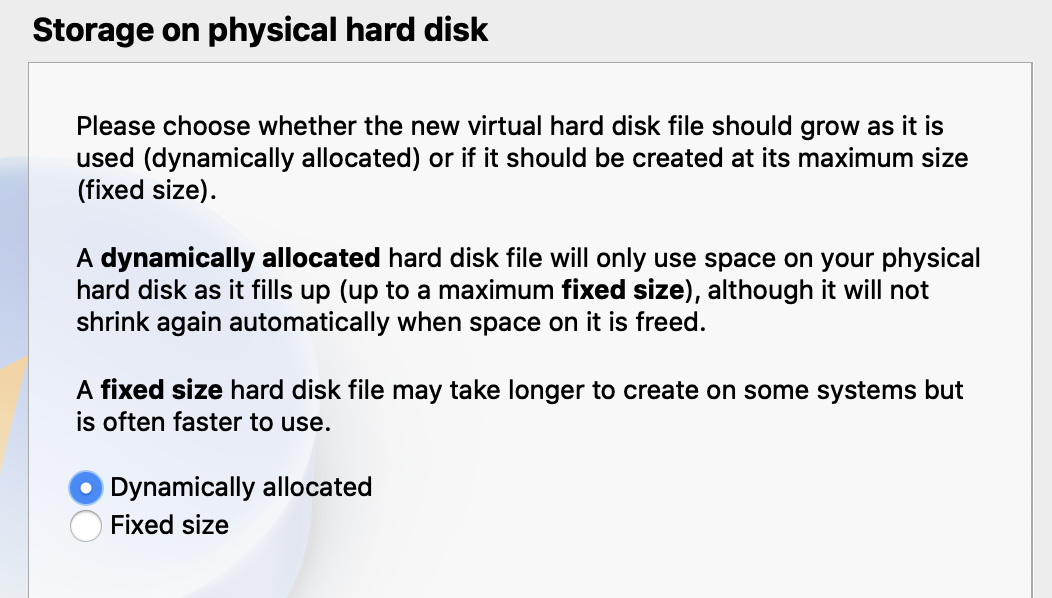 Storage on physical hard disk
Please choose whether the new virtual hard disk file should grow as it is
used (dynamically allocated) or if it should be created at its maximum size
(fixed size).
A dynamically allocated hard disk file will only use space on your physical
hard disk as it fills up (up to a maximum fixed size), although it will not
shrink again automatically when space on it is freed.
A fixed size hard disk file may take longer to create on some systems but
is often faster to use.
Dynamically allocated
Fixed size